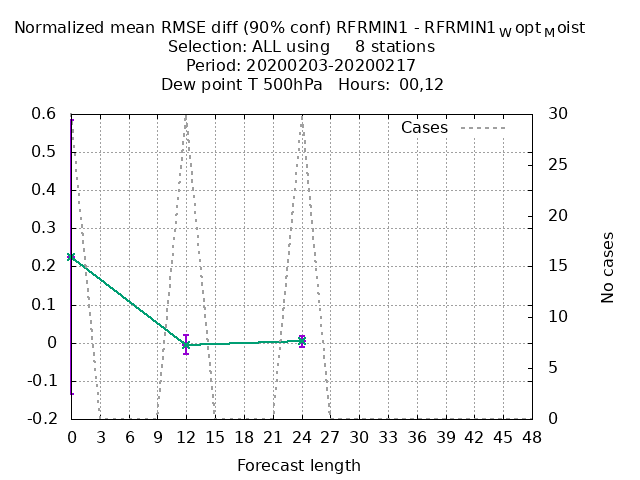 Normalized mean RMSE diff (90% conf) RFRMIN1 - RFRMIN1WoptMoist
Selection: ALL using 8 stations
Period: 20200203-20200217
Dew point T 500hPa Hours: 00,12
Cases
0.6
0.5
0.4
0.3
0.2
0.1
0
-0.1
-0.2
30
25
20
15
10
5
0
No cases
0 3 6 9 12 15 18 21 24 27 30 33 36 39 42 45 48
Forecast length